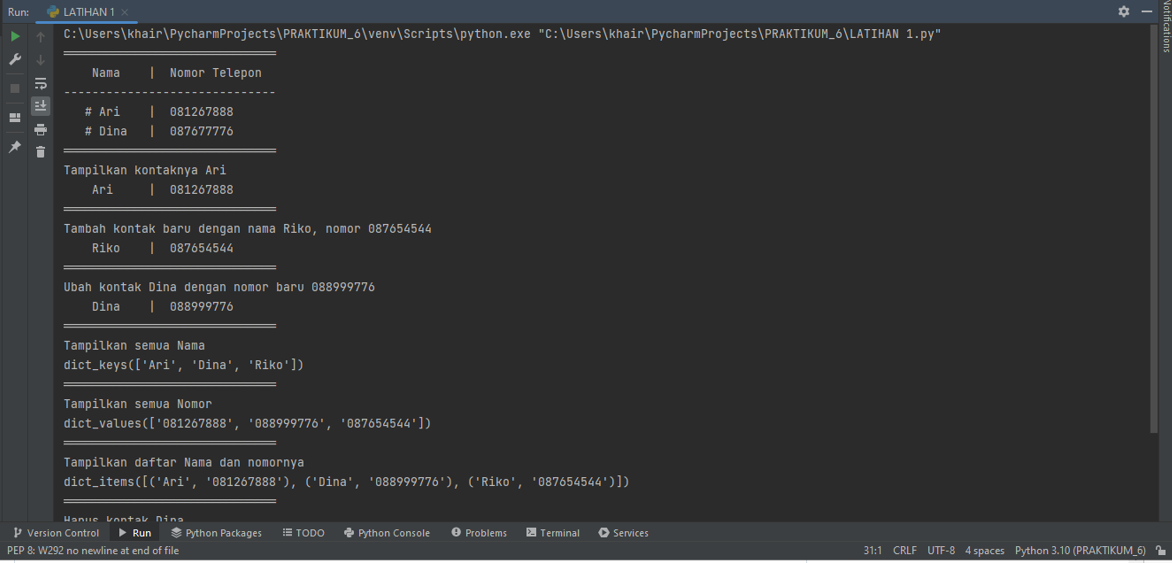 Run: LATIHAN 1
Notifications
C:\Users\khair\PycharmProjects\PRAKTIKUM_6\venv\Scripts\python.exe "C:\Users\khair\PycharmProjects\PRAKTIKUM_6\LATIHAN 1.py"
==============================
    Nama    |  Nomor Telepon
------------------------------
   # Ari    |  081267888
   # Dina   |  087677776
==============================
Tampilkan kontaknya Ari
    Ari     |  081267888
==============================
Tambah kontak baru dengan nama Riko, nomor 087654544
    Riko    |  087654544
==============================
Ubah kontak Dina dengan nomor baru 088999776
    Dina    |  088999776
==============================
Tampilkan semua Nama
dict_keys(['Ari', 'Dina', 'Riko'])
==============================
Tampilkan semua Nomor
dict_values(['081267888', '088999776', '087654544'])
==============================
Tampilkan daftar Nama dan nomornya
dict_items([('Ari', '081267888'), ('Dina', '088999776'), ('Riko', '087654544')])
==============================
Hapus kontak Dina
Version Control Run Python Packages TODO Python Console Problems Terminal Services
PEP 8: W292 no newline at end of file 31:1 CRLF UTF-8 4 spaces Python 3.10 (PRAKTIKUM_6)